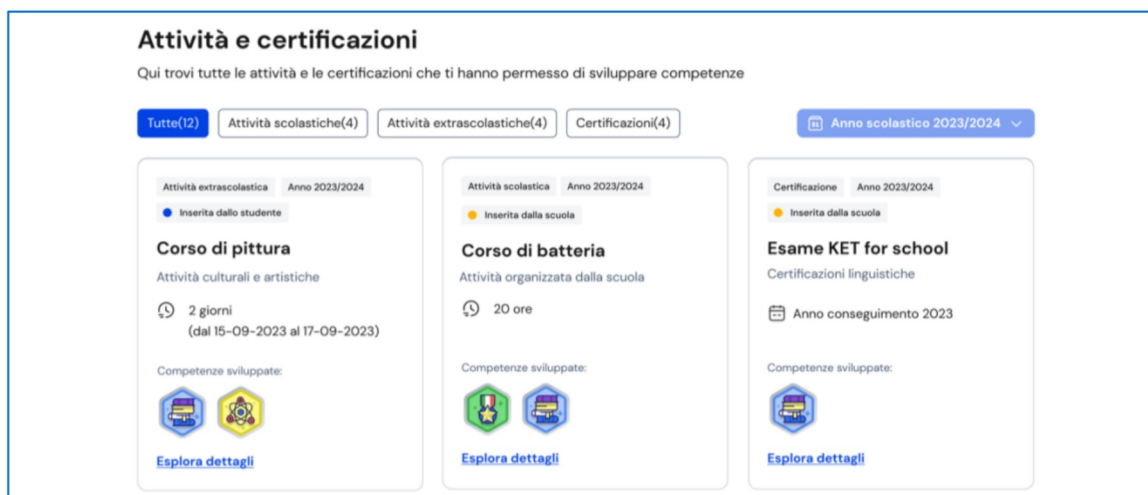 Attività e certificazioni
Qui trovi tutte le attività e le certificazioni che ti hanno permesso di sviluppare competenze
Tutte(12) Attività scolastiche(4) Attività extrascolastiche(4) Certificazioni(4) Anno scolastico 2023/2024
Attività extrascolastica Anno 2023/2024
Inserita dallo studente
Corso di pittura
Attività culturali e artistiche
2 giorni
(dal 15-09-2023 al 17-09-2023)
Competenze sviluppate:
Esplora dettagli
Attività scolastica Anno 2023/2024
Inserita dalla scuola
Corso di batteria
Attività organizzata dalla scuola
20 ore
Competenze sviluppate:
Esplora dettagli
Certificazione Anno 2023/2024
Inserita dalla scuola
Esame KET for school
Certificazioni linguistiche
Anno conseguimento 2023
Competenze sviluppate:
Esplora dettagli